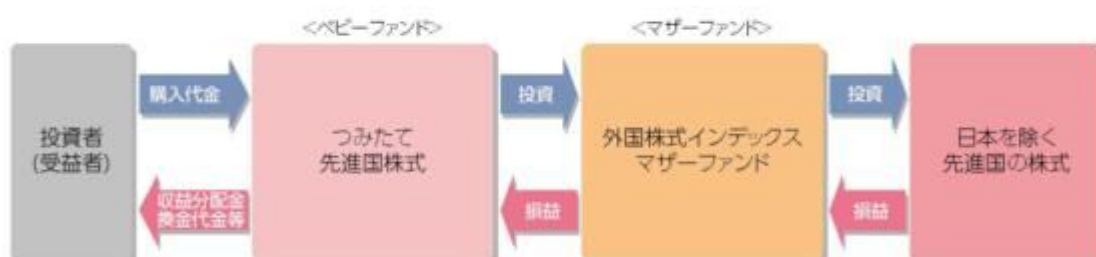 <ベビーファンド>
<マザーファンド>
投資者
(受益者)
購入代金
収益分配金
換金代金等
つみたて
先進国株式
投資
損益
外国株式インデックス
マザーファンド
投資
損益
日本を除く
先進国の株式